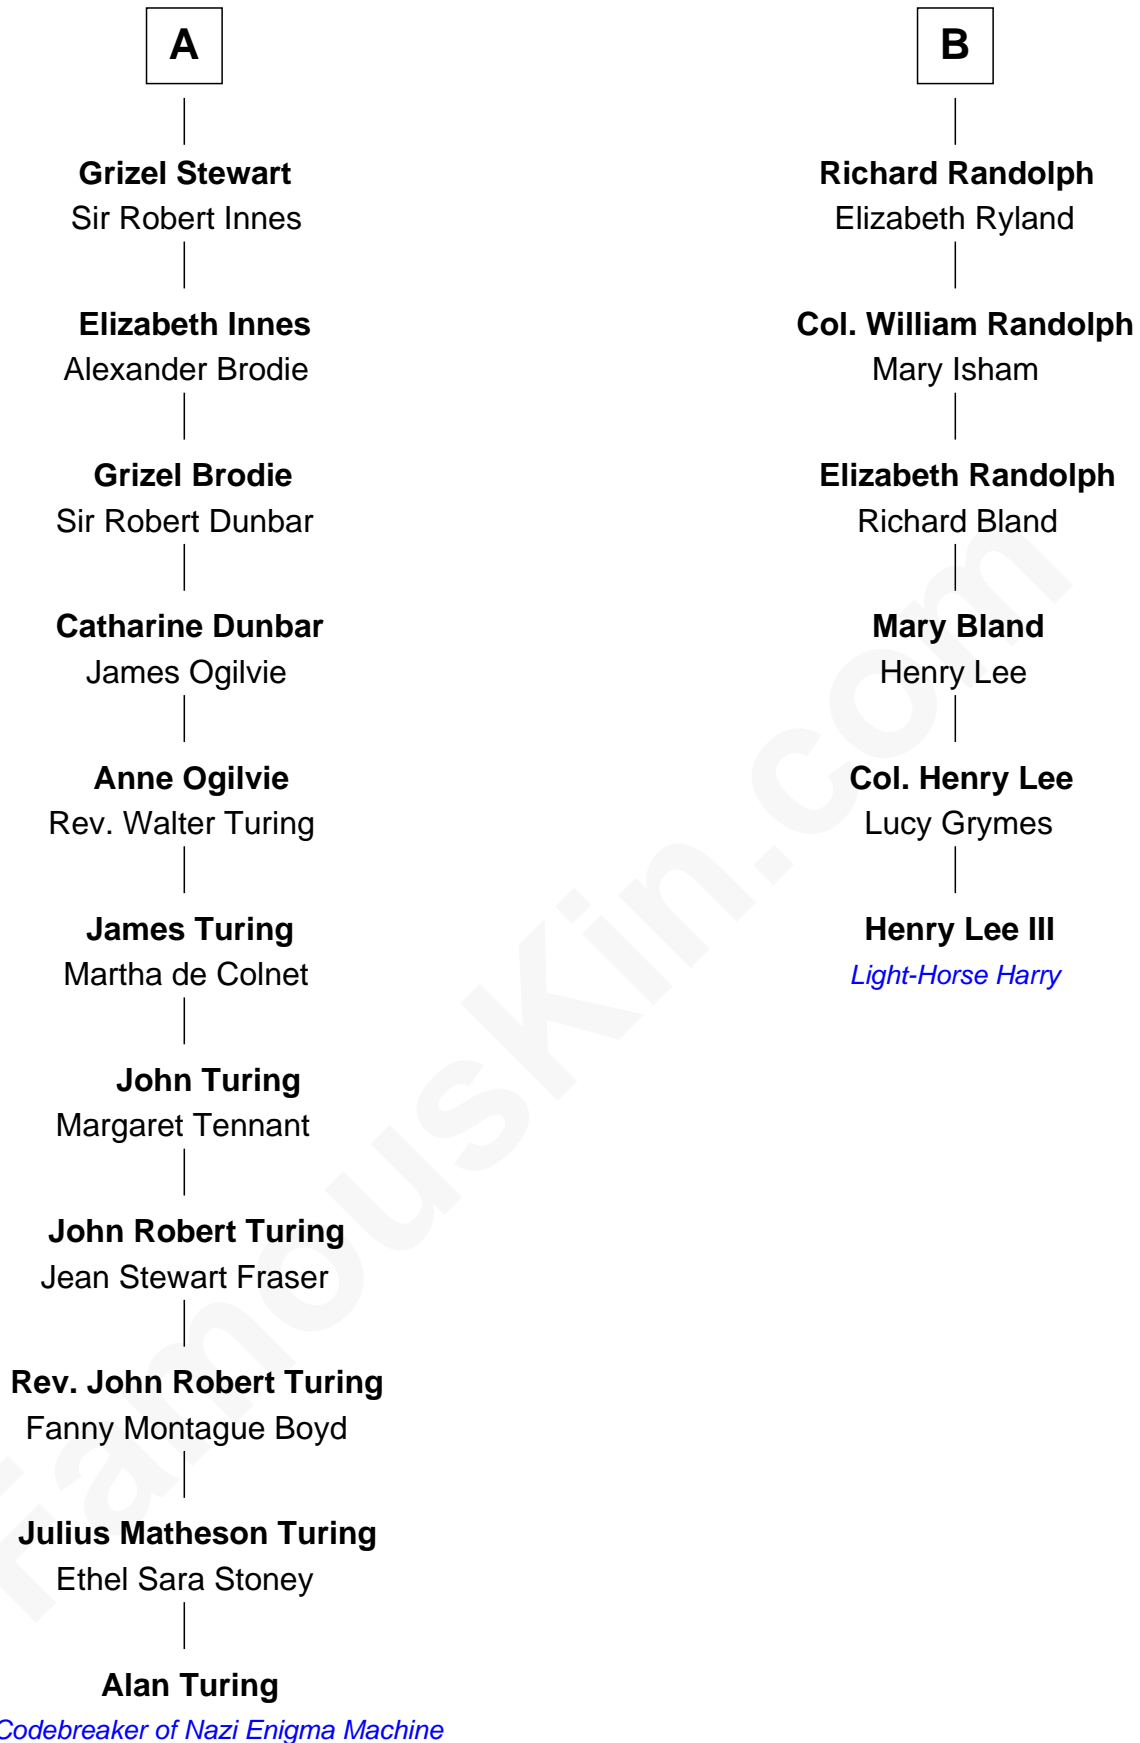 A
Grizel Stewart
Sir Robert Innes
Elizabeth Innes
Alexander Brodie
Grizel Brodie
Sir Robert Dunbar
Catharine Dunbar
James Ogilvie
Anne Ogilvie
Rev. Walter Turing
James Turing
Martha de Colnet
John Turing
Margaret Tennant
John Robert Turing
Jean Stewart Fraser
Rev. John Robert Turing
Fanny Montague Boyd
Julius Matheson Turing
Ethel Sara Stoney
Alan Turing
Codebreaker of Nazi Enigma Machine
B
Richard Randolph
Elizabeth Ryland
Col. William Randolph
Mary Isham
Elizabeth Randolph
Richard Bland
Mary Bland
Henry Lee
Col. Henry Lee
Lucy Grymes
Henry Lee III
Light-Horse Harry
FamousKin.com